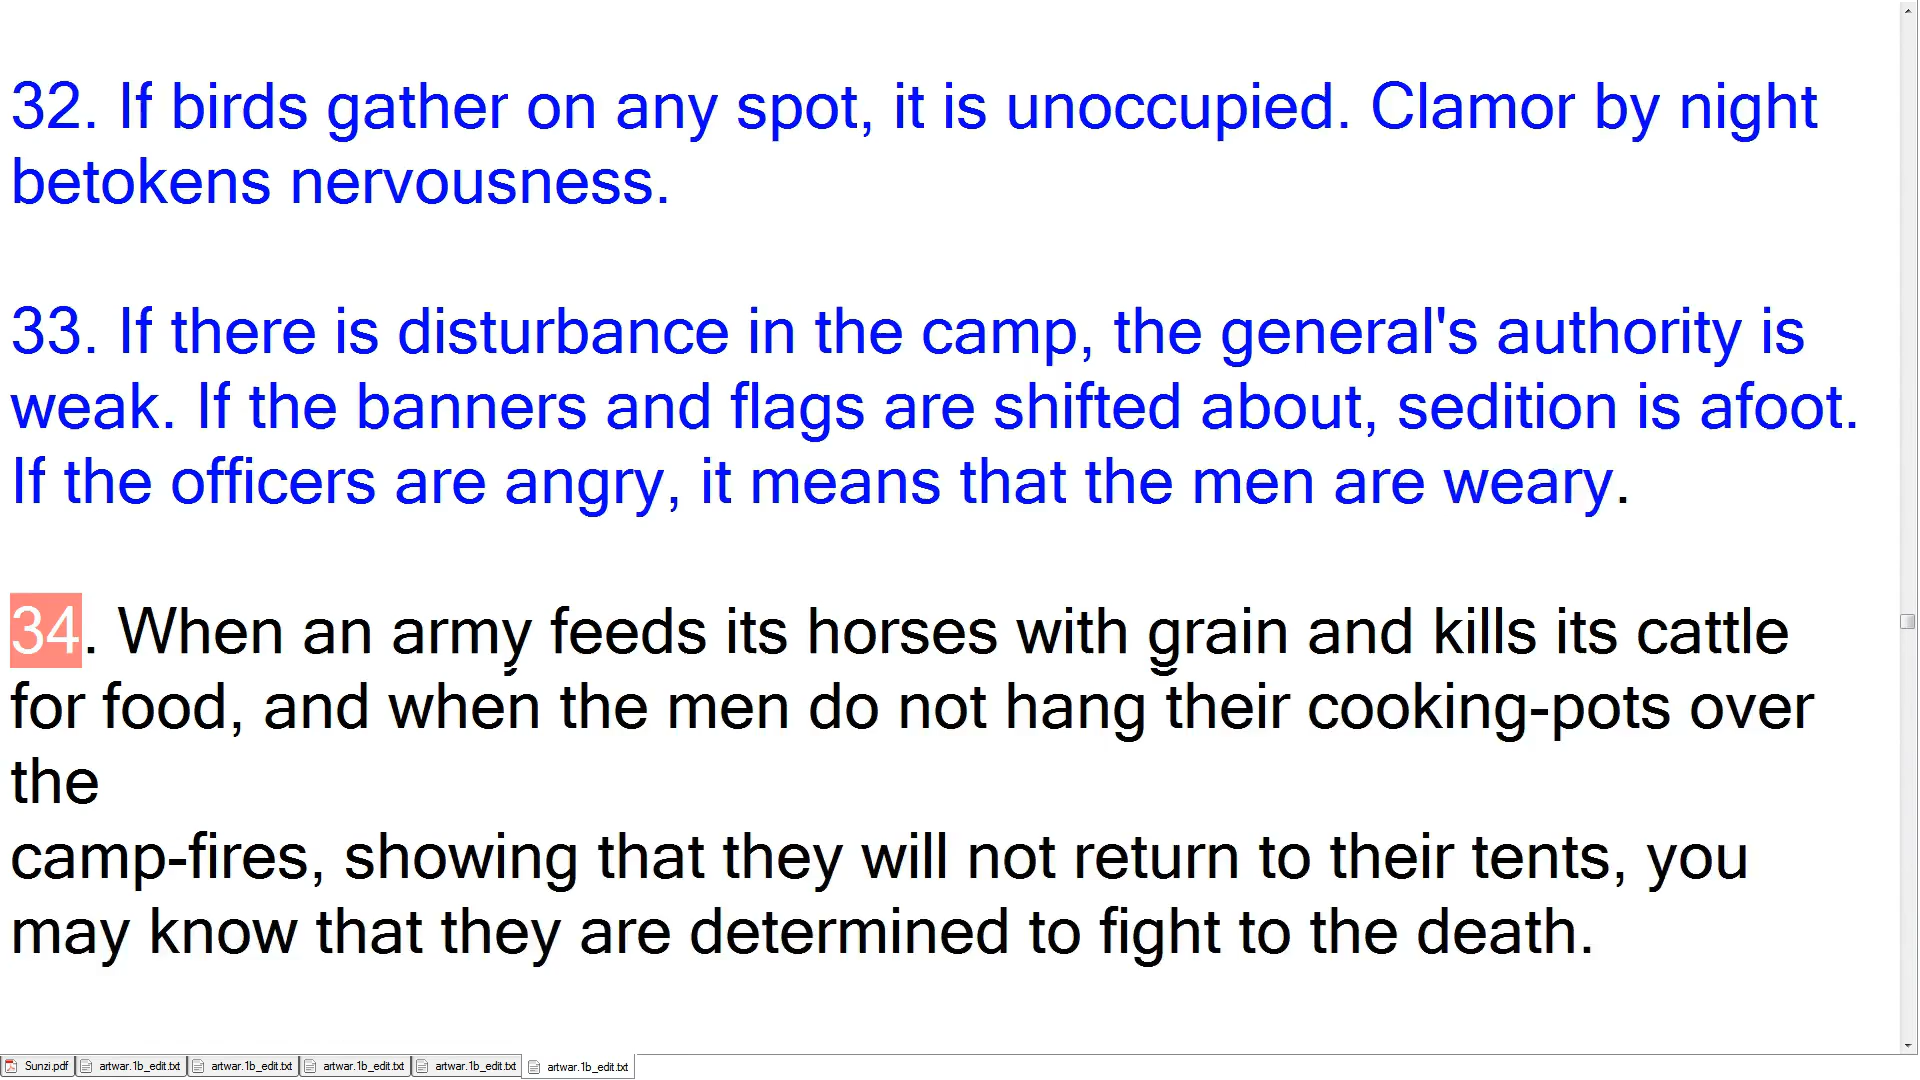 32. If birds gather on any spot, it is unoccupied. Clamor by night
betokens nervousness.
33. If there is disturbance in the camp, the general's authority is
weak. If the banners and flags are shifted about, sedition is afoot.
If the officers are angry, it means that the men are weary.
34. When an army feeds its horses with grain and kills its cattle
for food, and when the men do not hang their cooking-pots over
the
camp-fires, showing that they will not return to their tents, you
may know that they are determined to fight to the death.
Sunzi.pdf artwar.1b_edit.txt artwar.1b_edit.txt artwar.1b_edit.txt artwar.1b_edit.txt artwar.1b_edit.txt